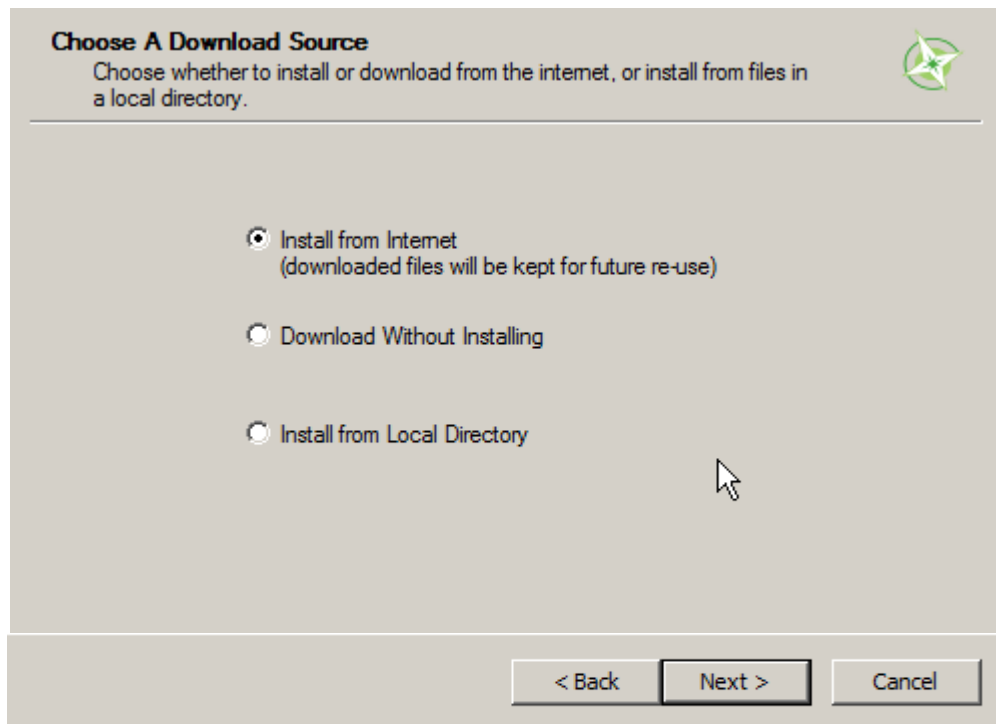 Choose A Download Source
Choose whether to install or download from the internet, or install from files in
a local directory.
Install from Internet
(downloaded files will be kept for future re-use)
Download Without Installing
Install from Local Directory
< Back
Next >
Cancel